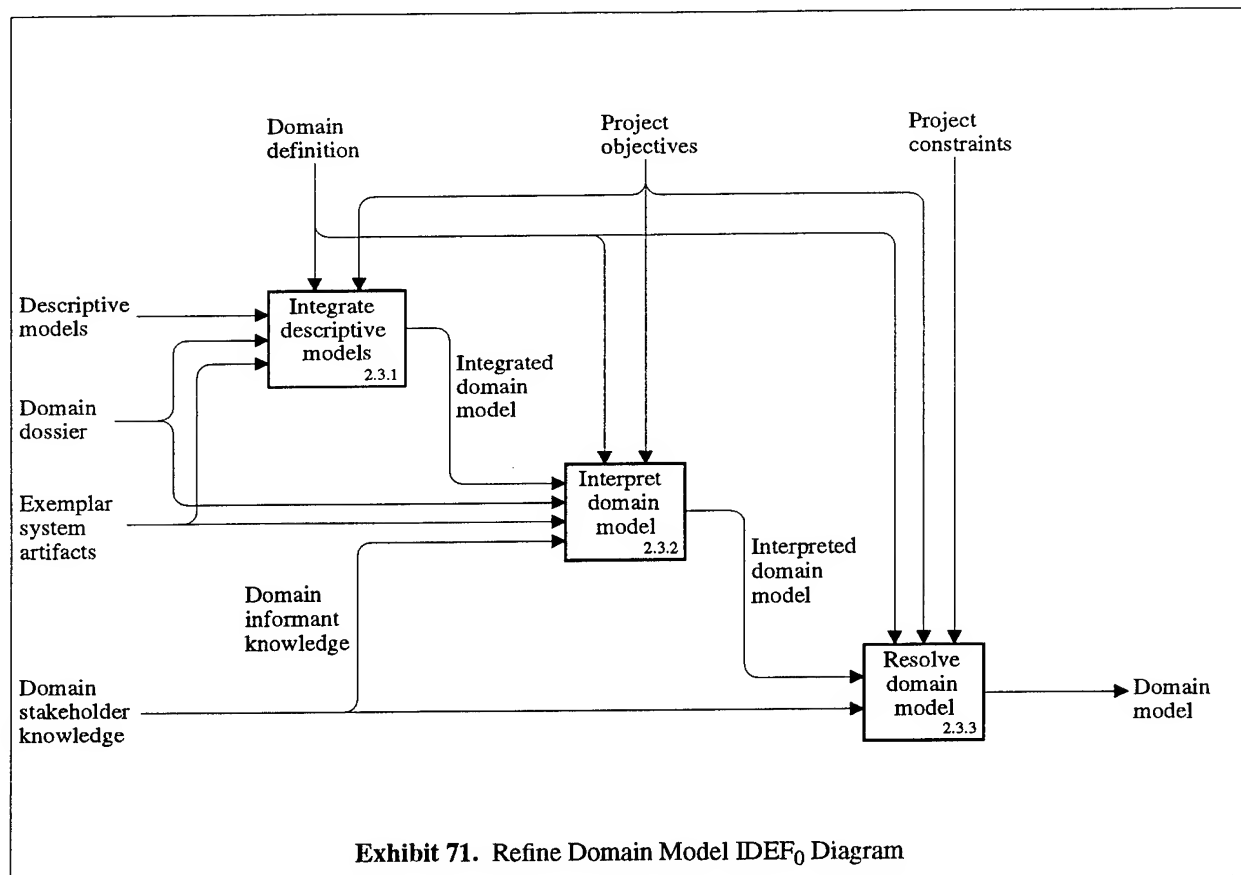 Domain
definition
Project
objectives
Project
constraints
Descriptive
models
Integrate
descriptive
models
2.3.1
Integrated
domain
model
Domain
dossier
Interpret
domain
model
2.3.2
Exemplar
system
artifacts
Interpreted
domain
model
Domain
informant
knowledge
Resolve
domain
model
2.3.3
Domain
stakeholder
knowledge
Domain
model
Exhibit 71. Refine Domain Model IDEF0 Diagram